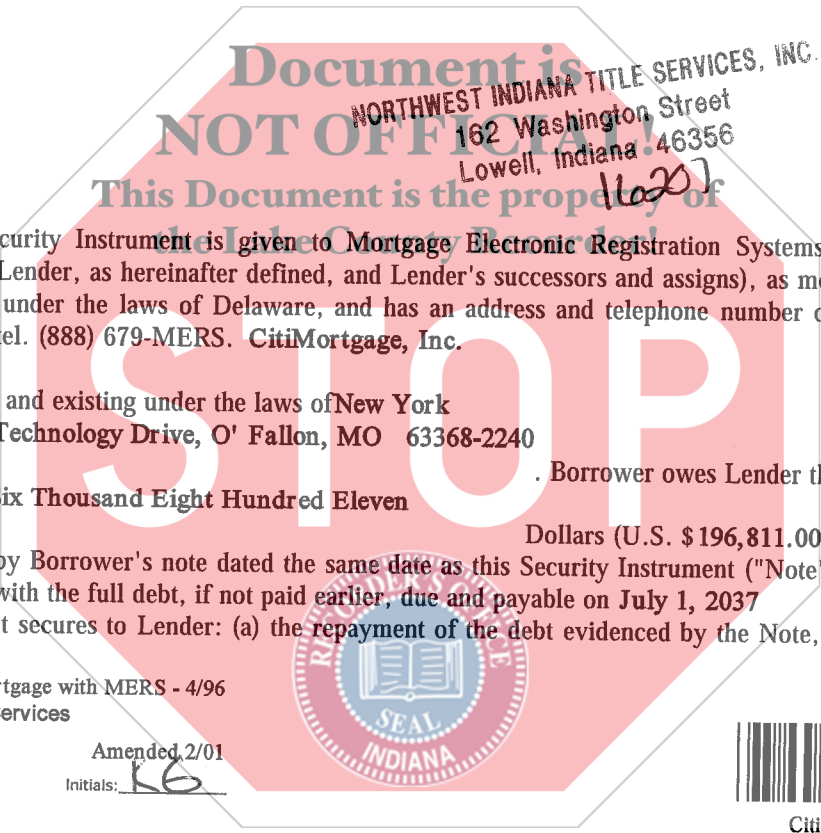 Document is
NORTHWEST INDIANA TITLE SERVICES, INC.
NOT OFFICIAL!
162 Washington Street
Lowell, Indiana 46356
This Document is the property of
the Lake County Recorder!
curity Instrument is given to Mortgage Electronic Registration Systems
Lender, as hereinafter defined, and Lender's successors and assigns), as m
under the laws of Delaware, and has an address and telephone number o
el. (888) 679-MERS. CitiMortgage, Inc.
and existing under the laws of New York
Technology Drive, O' Fallon, MO 63368-2240
. Borrower owes Lender t
ix Thousand Eight Hundred Eleven
Dollars (U.S. $196,811.00
by Borrower's note dated the same date as this Security Instrument ("Note"
with the full debt, if not paid earlier, due and payable on July 1, 2037
t secures to Lender: (a) the repayment of the debt evidenced by the Note,
STOP
RECORDER'S OFFICE
SEAL
INDIANA
rtgage with MERS - 4/96
ervices
Amended 2/01
Initials: KG
Citi